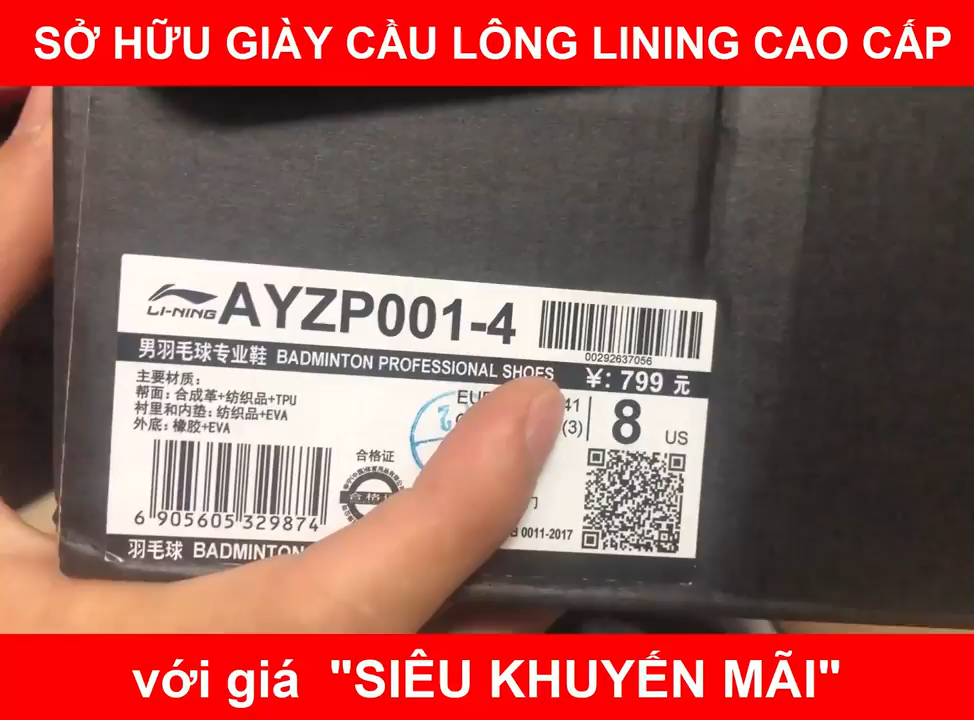 SỞ HỮU GIÀY CẦU LÔNG LINING CAO CẤP
LI-NING AYZP001-4
00292637056
男羽毛球专业鞋 BADMINTON PROFESSIONAL SHOES ¥: 799 元
主要材质：
帮面：合成革+纺织品+TPU
衬里和内垫：纺织品+EVA
外底：橡胶+EVA
41
(3)
8 US
合格证
6 905605 329874
0011-2017
羽毛球 BADMINTON
với giá "SIÊU KHUYẾN MÃI"